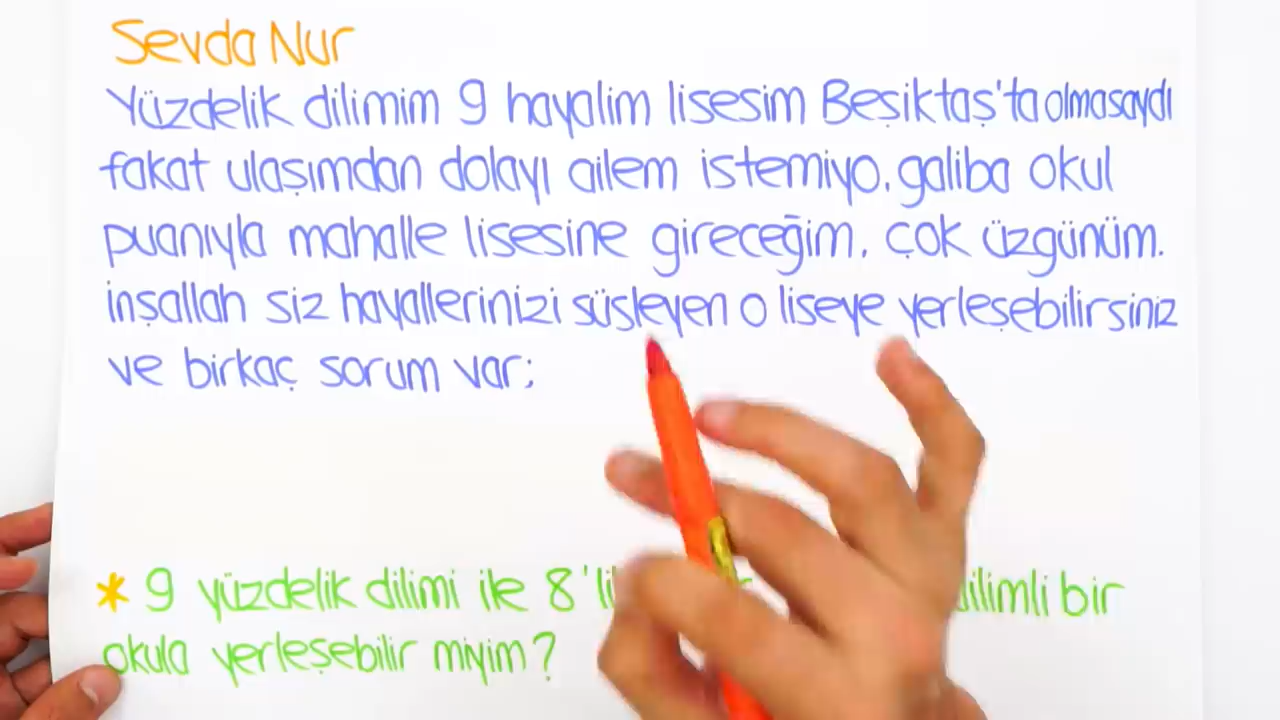 Sevda Nur
Yüzdelik dilimim 9 hayalim lisesim Beşiktaş'ta olmasaydı
fakat ulaşımdan dolayı ailem istemiyo. galiba okul
puanıyla mahalle lisesine gireceğim. çok üzgünüm.
inşallah siz hayallerinizi süsleyen o liseye yerleşebilirsiniz
ve birkaç sorum var:
* 9 yüzdelik dilimi ile 8'li dilimli bir
okula yerleşebilir miyim?